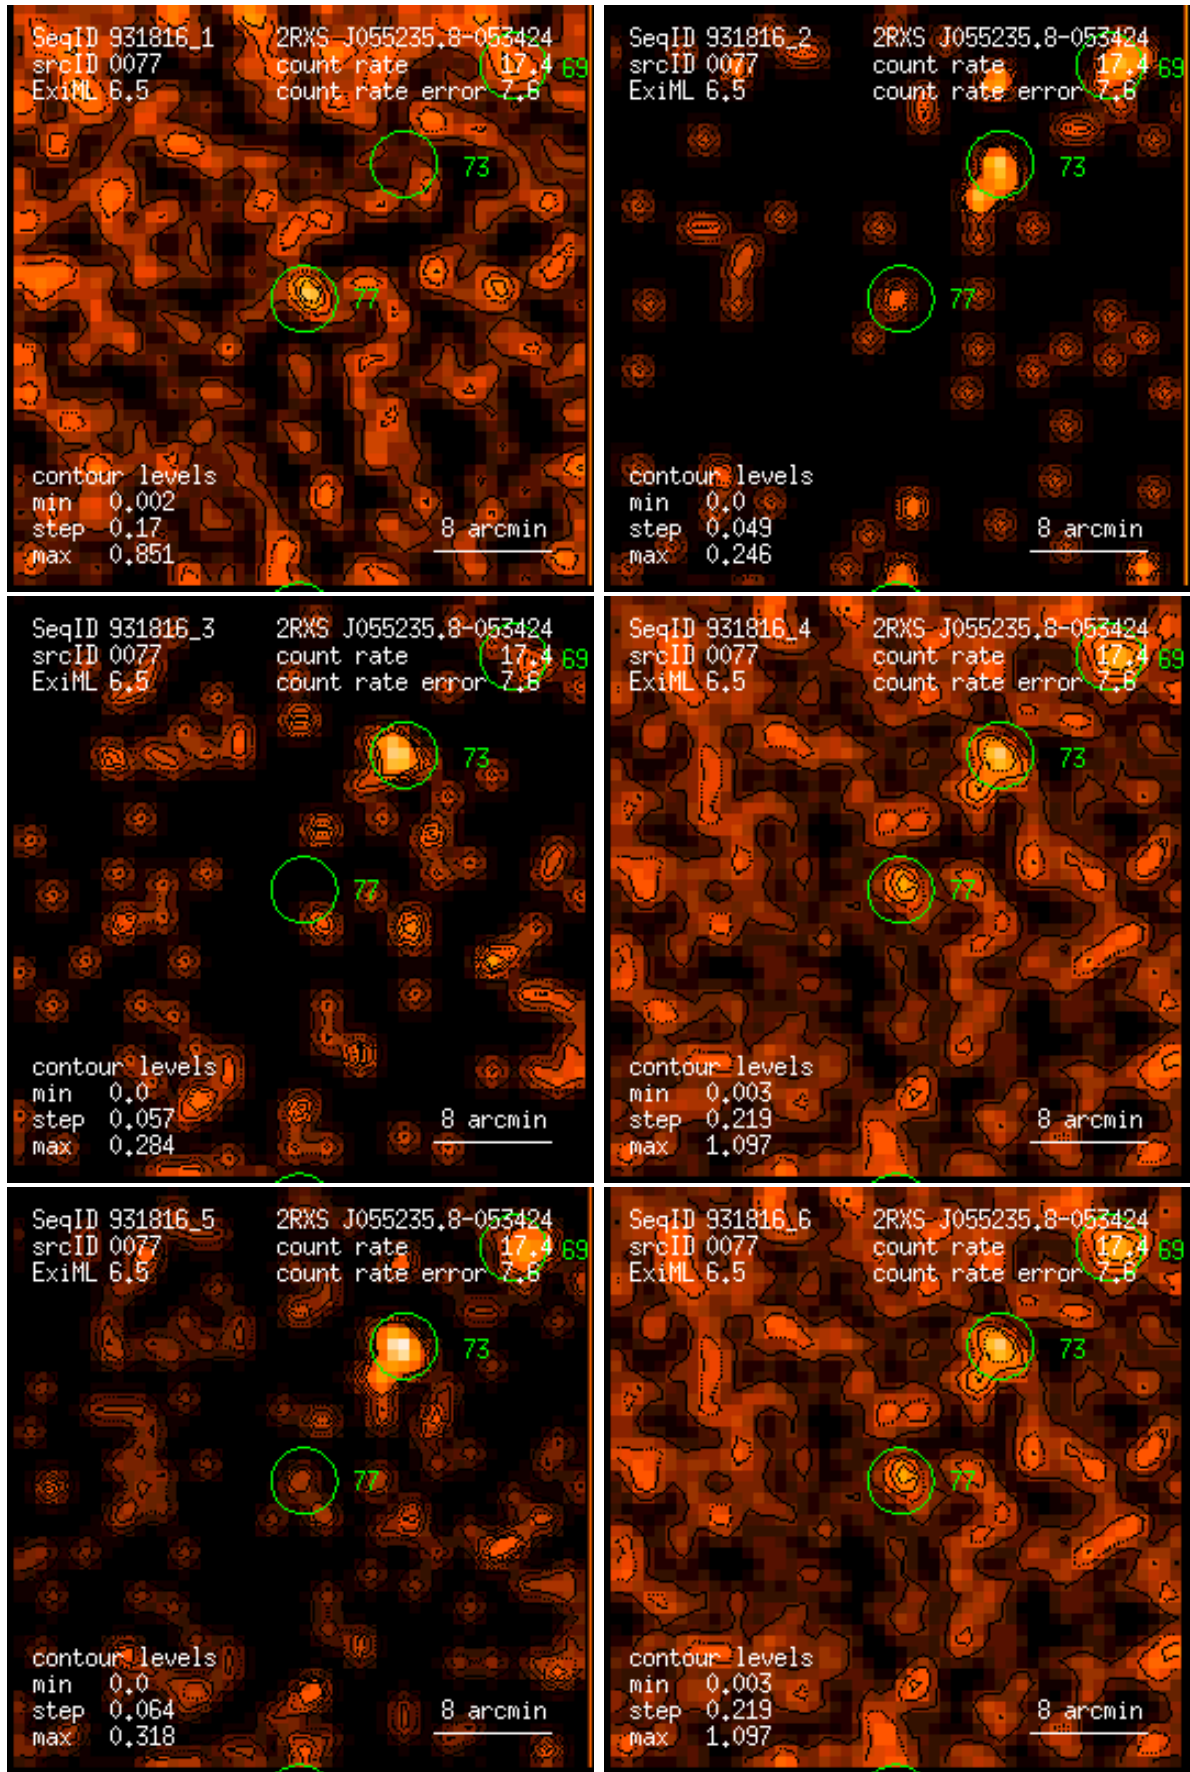 SeqID 931816_1 2RXS J055235.8-053424
srcID 0077 count rate 17.4 69
ExiML 6.5 count rate error 7.6
73
77
contour levels
min 0.002
step 0.17 8 arcmin
max 0.851
SeqID 931816_2 2RXS J055235.8-053424
srcID 0077 count rate 17.4 69
ExiML 6.5 count rate error 7.6
73
77
contour levels
min 0.0
step 0.049 8 arcmin
max 0.246
SeqID 931816_3 2RXS J055235.8-053424
srcID 0077 count rate 17.4 69
ExiML 6.5 count rate error 7.6
73
77
contour levels
min 0.0
step 0.057 8 arcmin
max 0.284
SeqID 931816_4 2RXS J055235.8-053424
srcID 0077 count rate 17.4 69
ExiML 6.5 count rate error 7.6
73
77
contour levels
min 0.003
step 0.219 8 arcmin
max 1.097
SeqID 931816_5 2RXS J055235.8-053424
srcID 0077 count rate 17.4 69
ExiML 6.5 count rate error 7.6
73
77
contour levels
min 0.0
step 0.064 8 arcmin
max 0.318
SeqID 931816_6 2RXS J055235.8-053424
srcID 0077 count rate 17.4 69
ExiML 6.5 count rate error 7.6
73
77
contour levels
min 0.003
step 0.219 8 arcmin
max 1.097